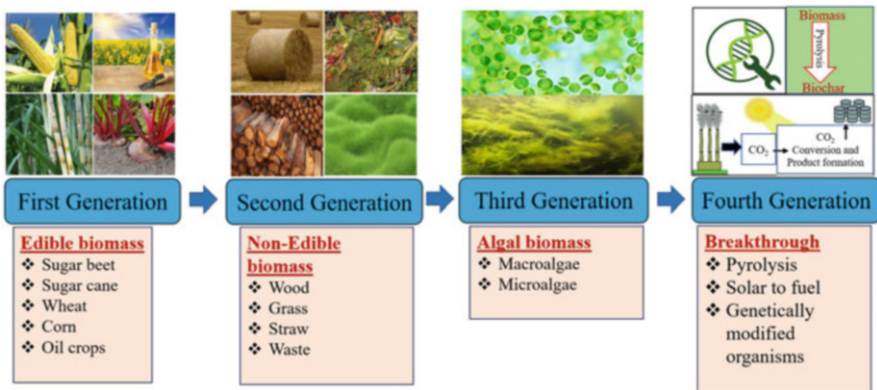 Biomass
Pyrolysis
Biochar
CO2
CO2
Conversion and
Product formation
First Generation
Second Generation
Third Generation
Fourth Generation
Edible biomass
❖ Sugar beet
❖ Sugar cane
❖ Wheat
❖ Corn
❖ Oil crops
Non-Edible
biomass
❖ Wood
❖ Grass
❖ Straw
❖ Waste
Algal biomass
❖ Macroalgae
❖ Microalgae
Breakthrough
❖ Pyrolysis
❖ Solar to fuel
❖ Genetically
modified
organisms